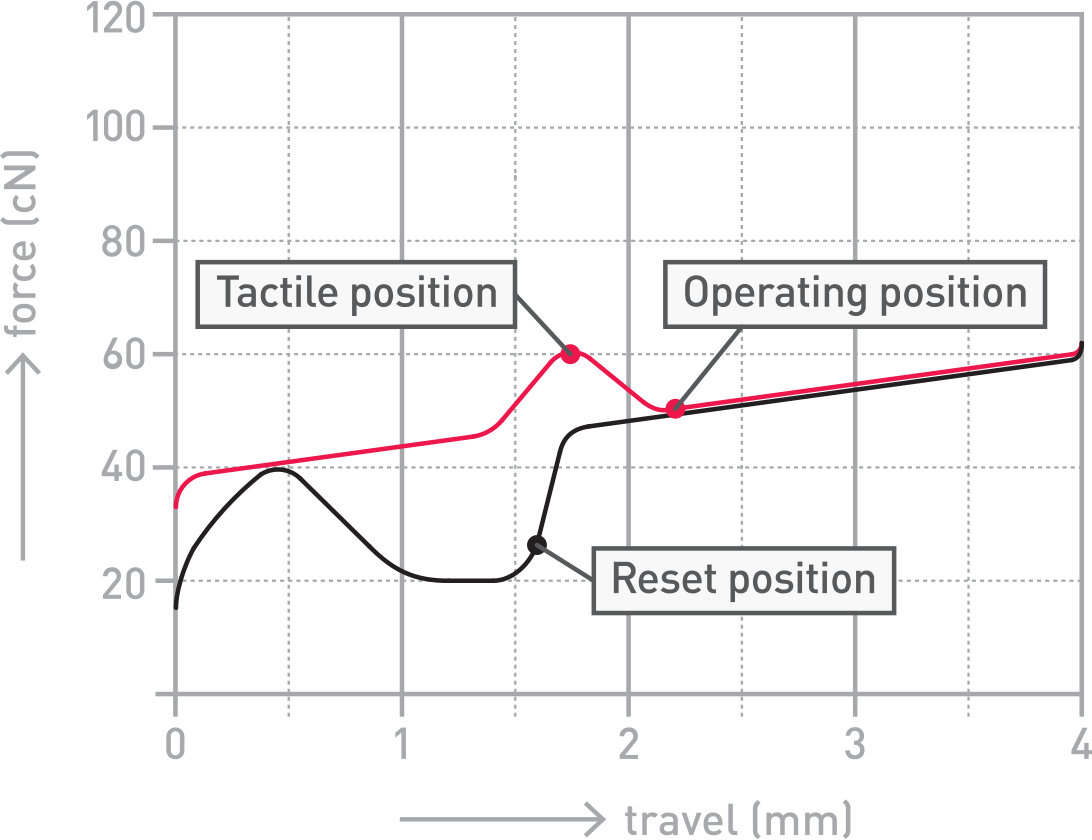 120
100
80
60
40
20
force (cN)
Tactile position
Operating position
Reset position
0 1 2 3 4
travel (mm)